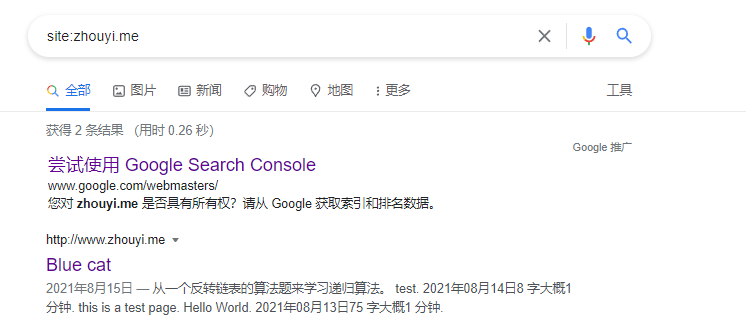 site:zhouyi.me
全部 图片 新闻 购物 地图 更多 工具
获得 2 条结果 （用时 0.26 秒）
Google 推广
尝试使用 Google Search Console
www.google.com/webmasters/
您对 zhouyi.me 是否具有所有权？请从 Google 获取索引和排名数据。
http://www.zhouyi.me
Blue cat
2021年8月15日 — 从一个反转链表的算法题来学习递归算法。 test. 2021年08月14日8 字大概1
分钟. this is a test page. Hello World. 2021年08月13日75 字大概1 分钟.